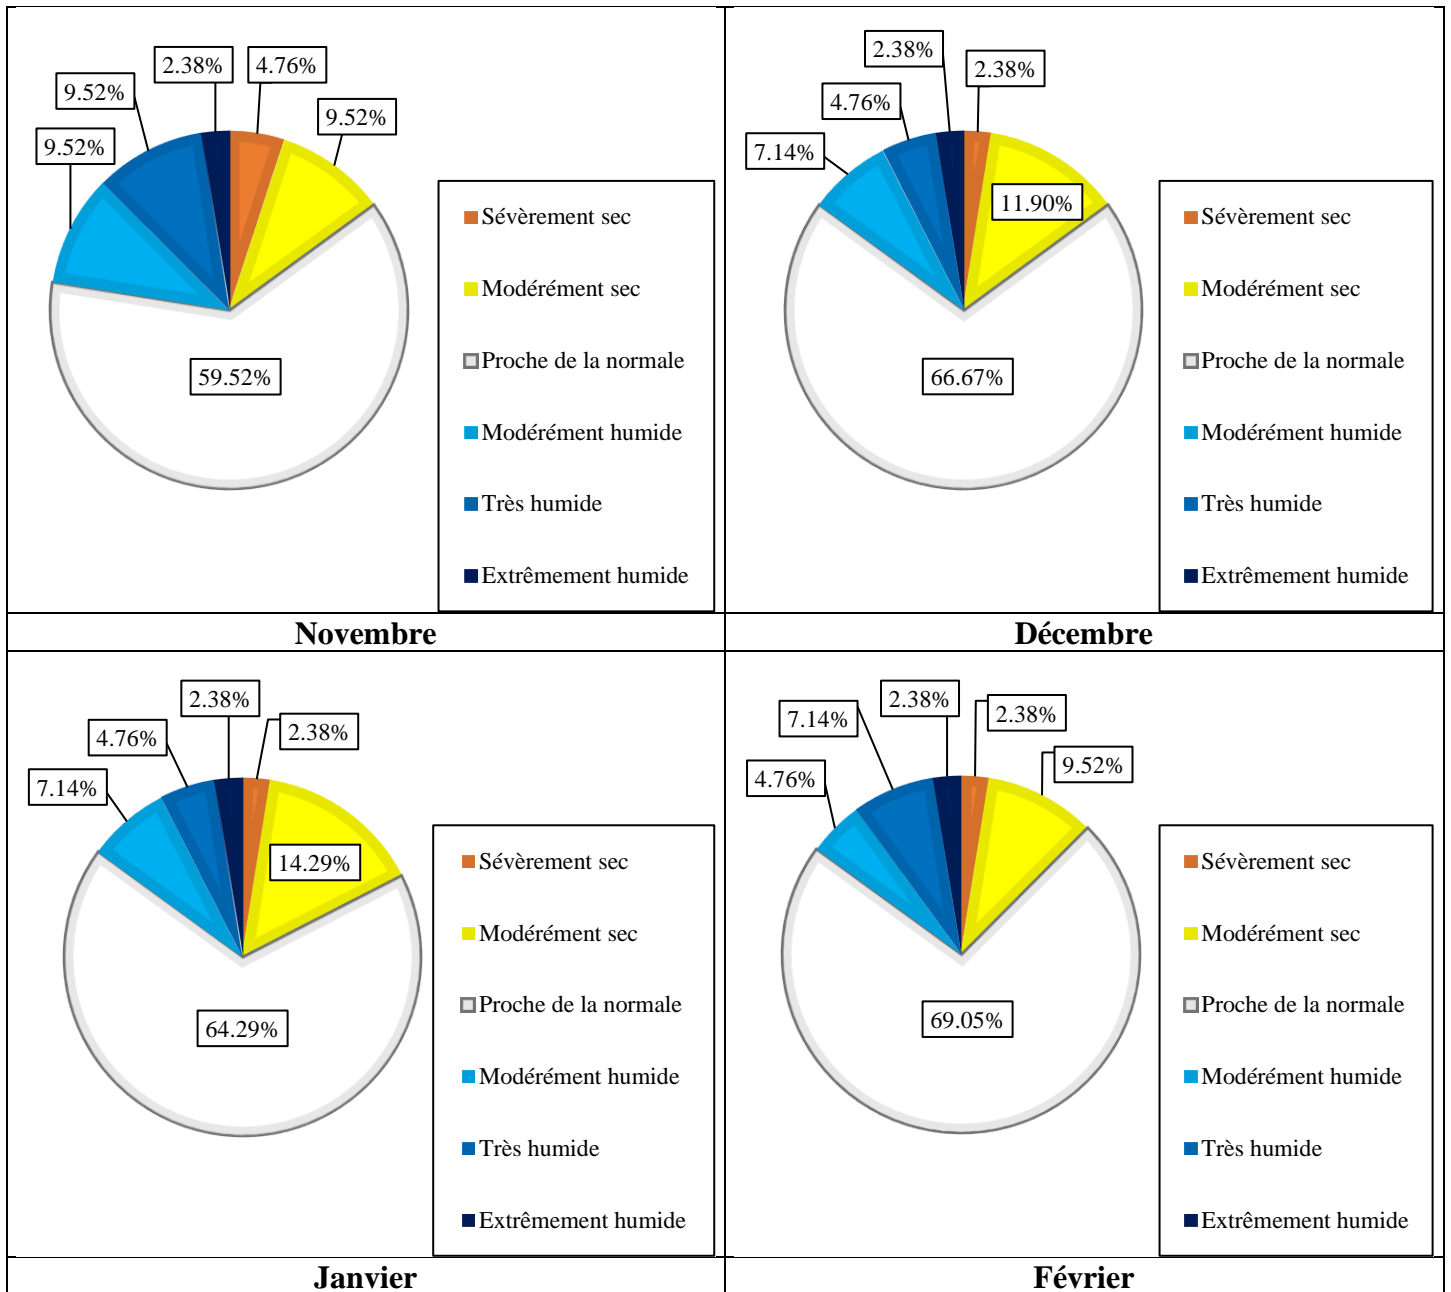 2.38%
4.76%
9.52%
9.52%
9.52%
59.52%
Sévèrement sec
Modérément sec
Proche de la normale
Modérément humide
Très humide
Extrêmement humide
Novembre
2.38%
2.38%
4.76%
7.14%
11.90%
66.67%
Sévèrement sec
Modérément sec
Proche de la normale
Modérément humide
Très humide
Extrêmement humide
Décembre
2.38%
2.38%
4.76%
7.14%
14.29%
64.29%
Sévèrement sec
Modérément sec
Proche de la normale
Modérément humide
Très humide
Extrêmement humide
Janvier
2.38%
2.38%
7.14%
9.52%
4.76%
69.05%
Sévèrement sec
Modérément sec
Proche de la normale
Modérément humide
Très humide
Extrêmement humide
Février